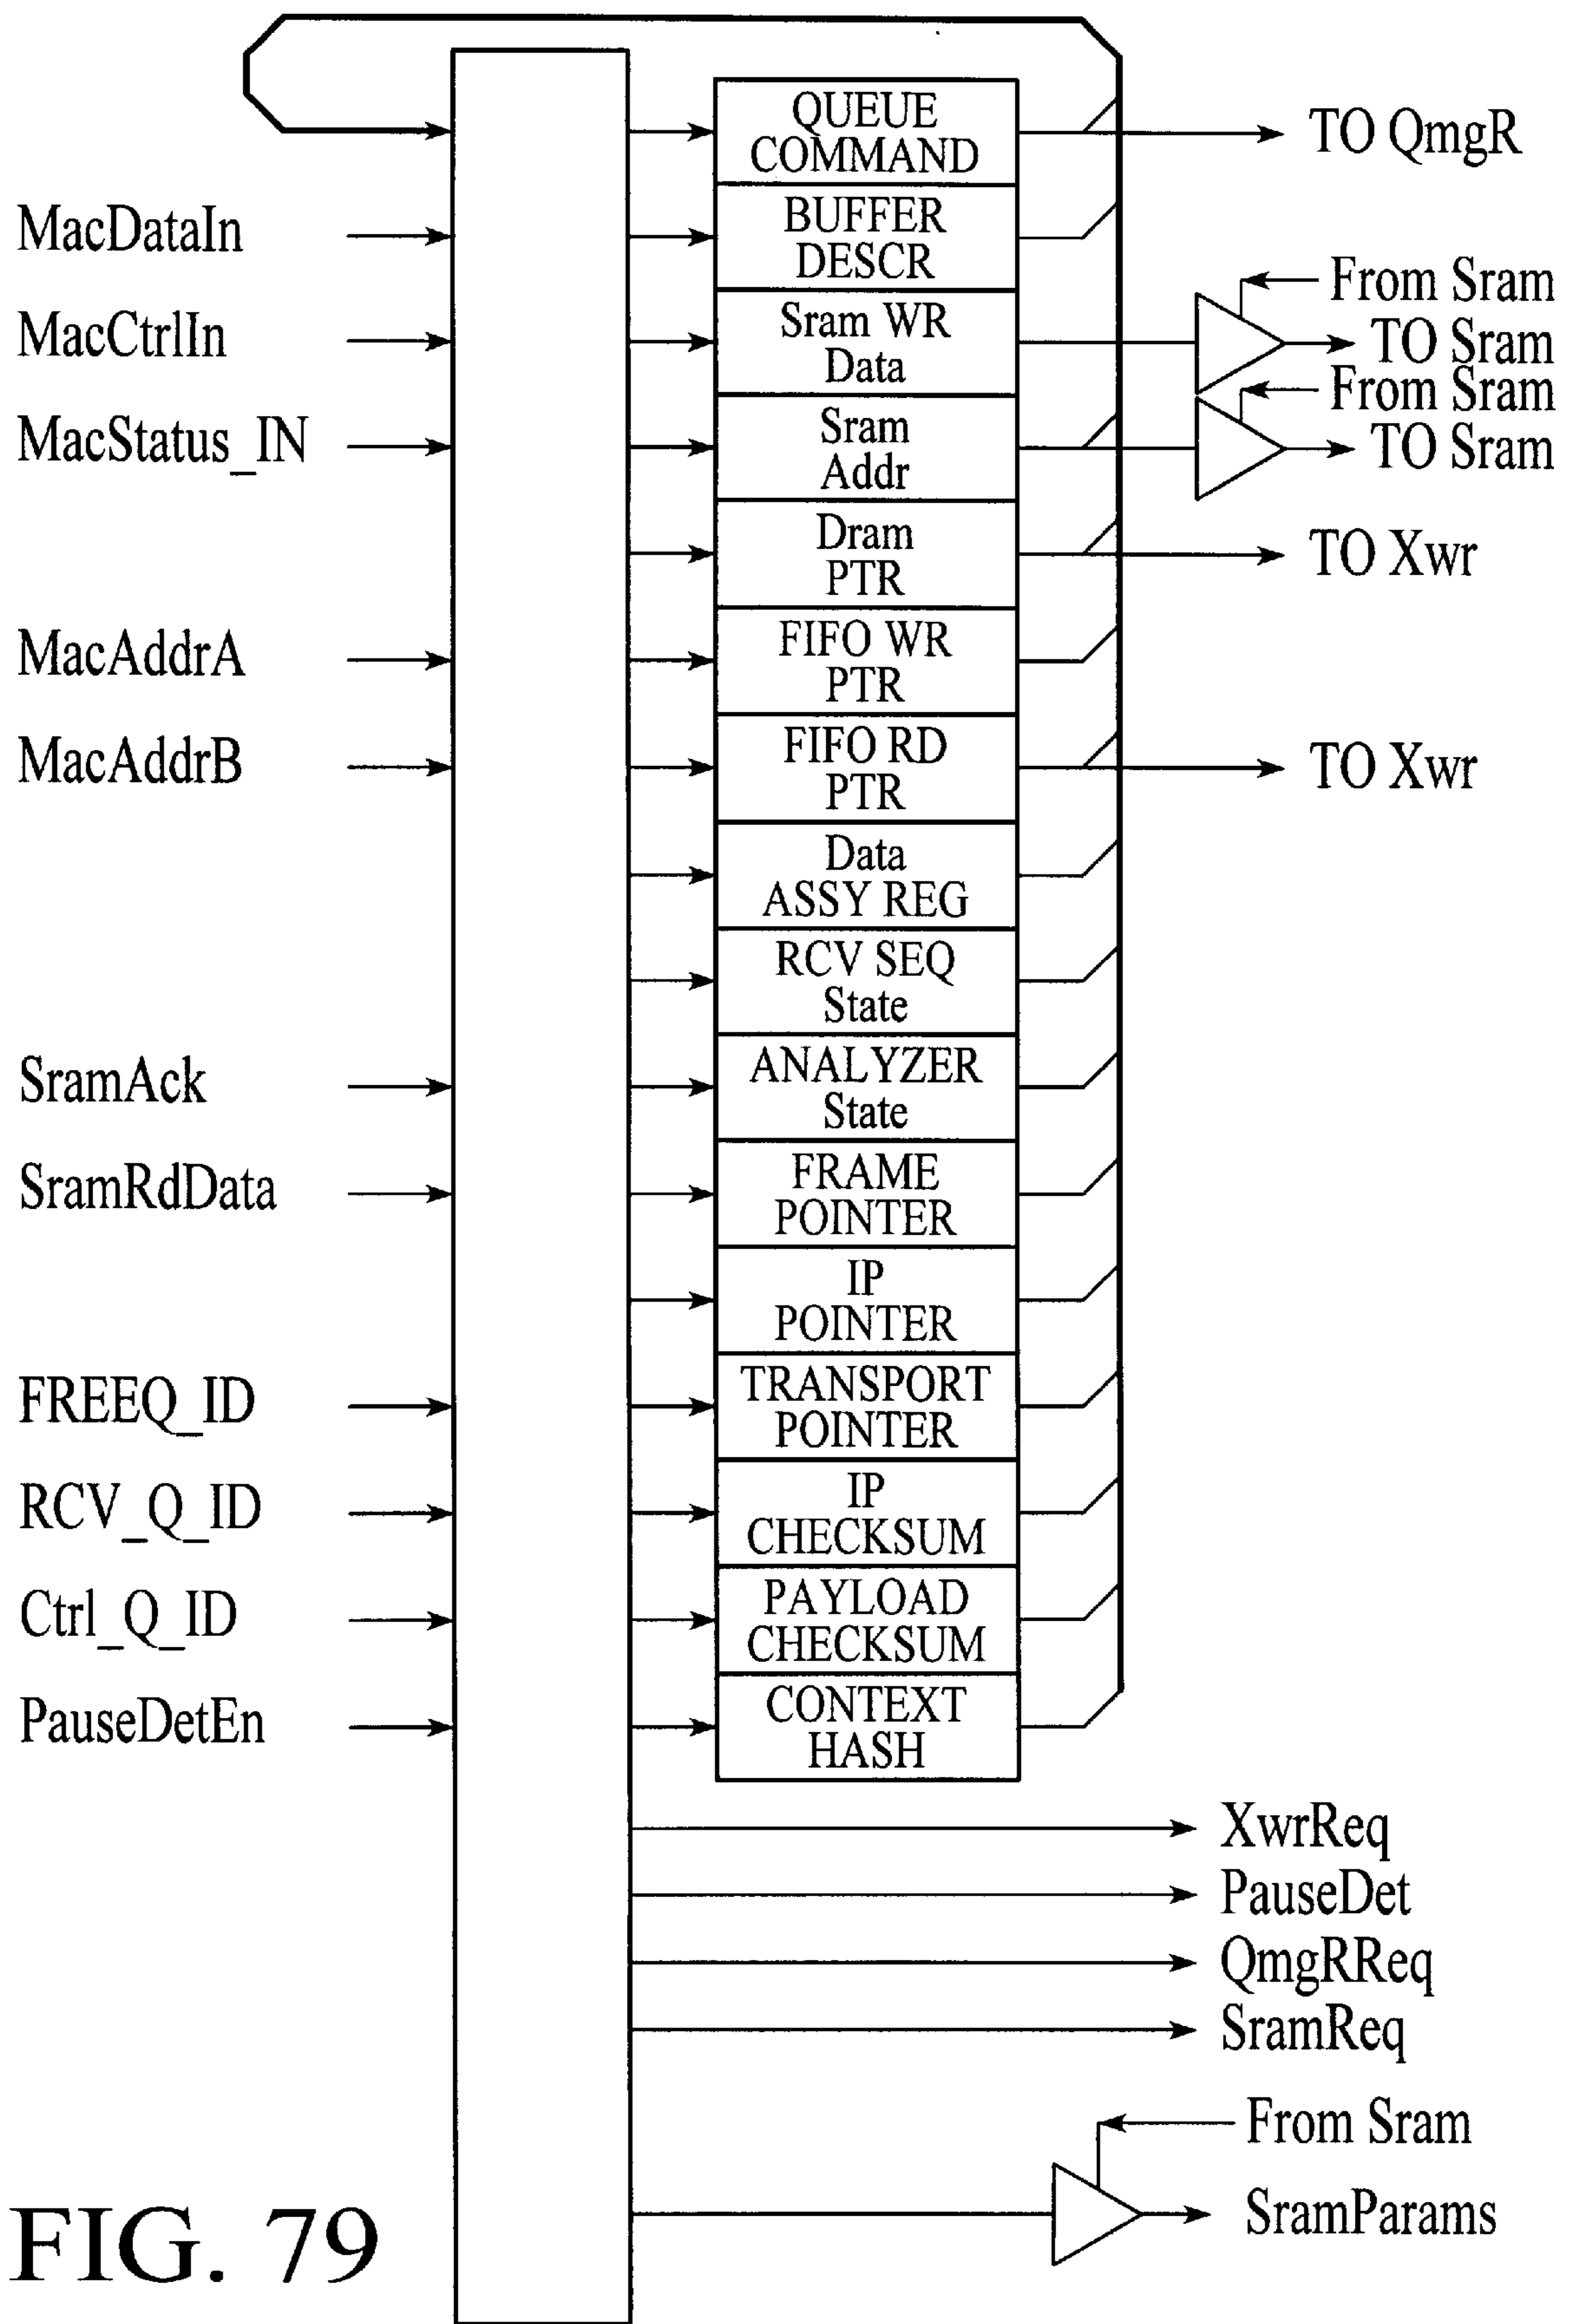 QUEUE
COMMAND
TO QmgR
MacDataIn
BUFFER
DESCR
From Sram
MacCtrlIn
Sram WR
Data
TO Sram
From Sram
MacStatus_IN
Sram
Addr
TO Sram
Dram
PTR
TO Xwr
MacAddrA
FIFO WR
PTR
MacAddrB
FIFO RD
PTR
TO Xwr
Data
ASSY REG
RCV SEQ
State
SramAck
ANALYZER
State
SramRdData
FRAME
POINTER
IP
POINTER
FREEQ_ID
TRANSPORT
POINTER
RCV_Q_ID
IP
CHECKSUM
Ctrl_Q_ID
PAYLOAD
CHECKSUM
PauseDetEn
CONTEXT
HASH
XwrReq
PauseDet
QmgRReq
SramReq
From Sram
SramParams
FIG. 79